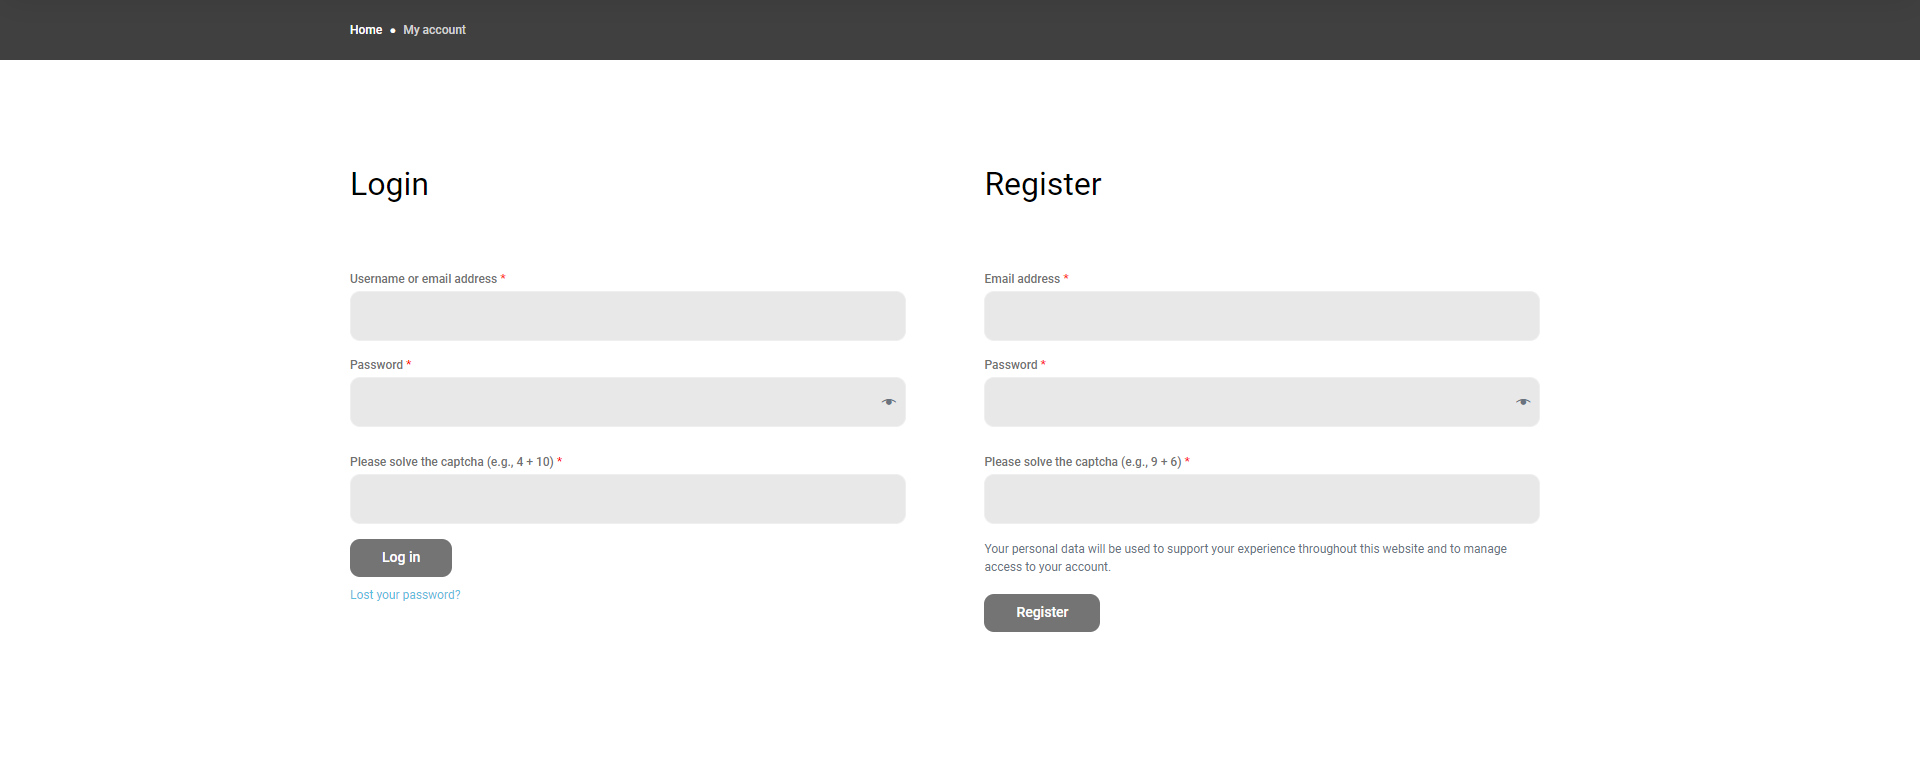 Home • My account
Login
Username or email address *
Password *
Please solve the captcha (e.g., 4 + 10) *
Log in
Lost your password?
Register
Email address *
Password *
Please solve the captcha (e.g., 9 + 6) *
Your personal data will be used to support your experience throughout this website and to manage
access to your account.
Register